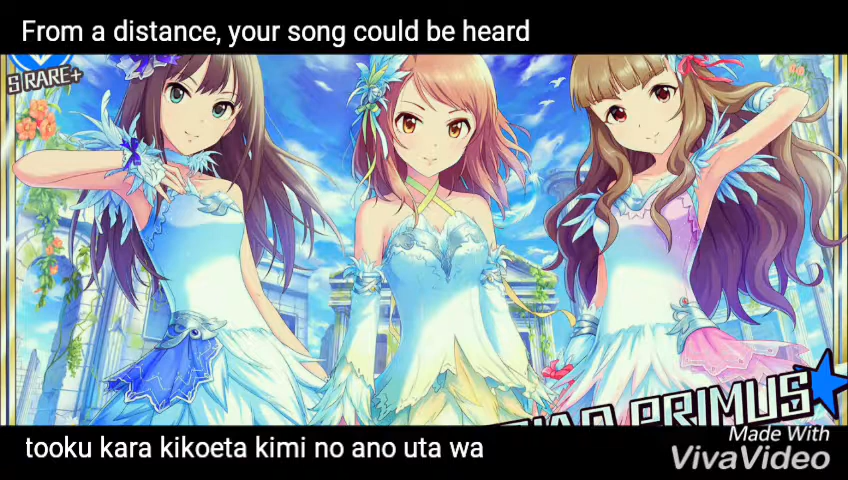 From a distance, your song could be heard
S RARE+
PRIMUS
tooku kara kikoeta kimi no ano uta wa
Made With
VivaVideo